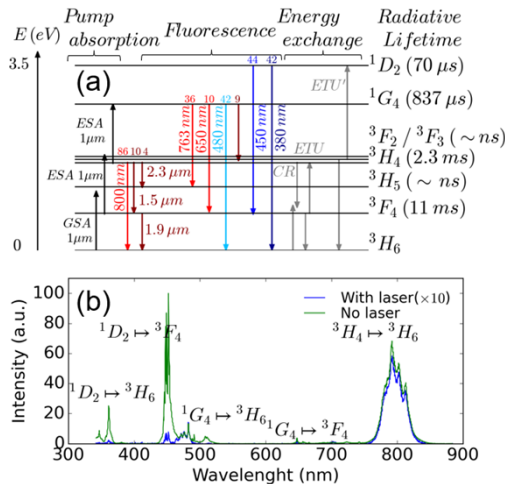 Pump absorption
Fluorescence
Energy exchange
Radiative Lifetime
E (eV)
3.5
0
(a)
44 42
¹D₂ (70 μs)
ETU'
36 10 42 9
¹G₄ (837 μs)
ESA 1μm
763 nm
650 nm
480 nm
450 nm
380 nm
ETU
³F₂ / ³F₃ (~ ns)
³H₄ (2.3 ms)
86 10 4
ESA 1μm
800 nm
2.3 μm
CR
³H₅ (~ ns)
1.5 μm
³F₄ (11 ms)
GSA 1μm
1.9 μm
³H₆
(b)
With laser(×10)
No laser
¹D₂ ↦ ³F₄
³H₄ ↦ ³H₆
¹D₂ ↦ ³H₆
¹G₄ ↦ ³H₆
¹G₄ ↦ ³F₄
Intensity (a.u.)
100
80
60
40
20
0
300 400 500 600 700 800 900
Wavelenght (nm)